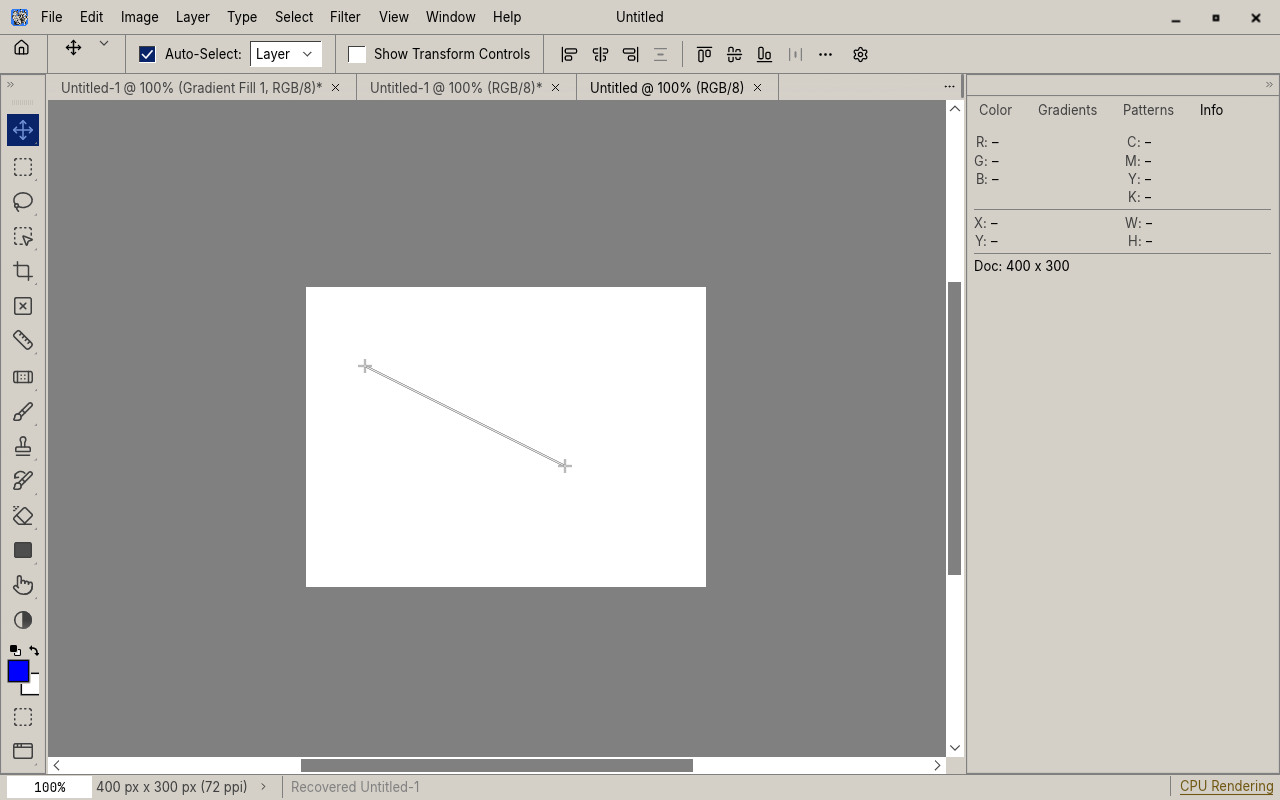 File Edit Image Layer Type Select Filter View Window Help Untitled
Auto-Select: Layer Show Transform Controls
Untitled-1 @ 100% (Gradient Fill 1, RGB/8)* Untitled-1 @ 100% (RGB/8)* Untitled @ 100% (RGB/8)
Color Gradients Patterns Info
R: – C: –
G: – M: –
B: – Y: –
K: –
X: – W: –
Y: – H: –
Doc: 400 x 300
100% 400 px x 300 px (72 ppi) Recovered Untitled-1 CPU Rendering